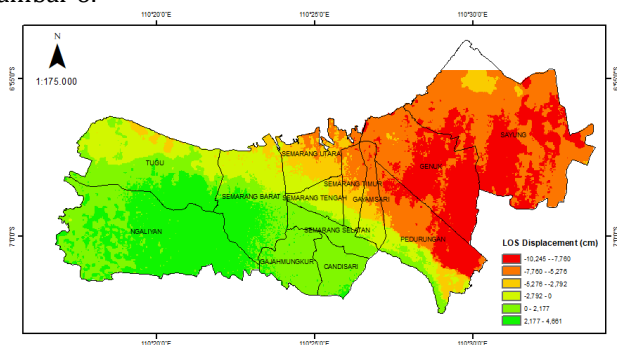 110°20'0"E 110°25'0"E 110°30'0"E
N
1:175.000
6°55'0"S 6°55'0"S
SAYUNG
SEMARANG UTARA
TUGU
GENUK
SEMARANG TIMUR
SEMARANG BARAT SEMARANG TENGAH GAYAMSARI
NGALIYAN
SEMARANG SELATAN
PEDURUNGAN
7°0'0"S 7°0'0"S
GAJAHMUNGKUR
CANDISARI
LOS Displacement (cm)
-10,245 - -7,760
-7,760 - -5,276
-5,276 - -2,792
-2,792 - 0
0 - 2,177
2,177 - 4,661
110°20'0"E 110°25'0"E 110°30'0"E